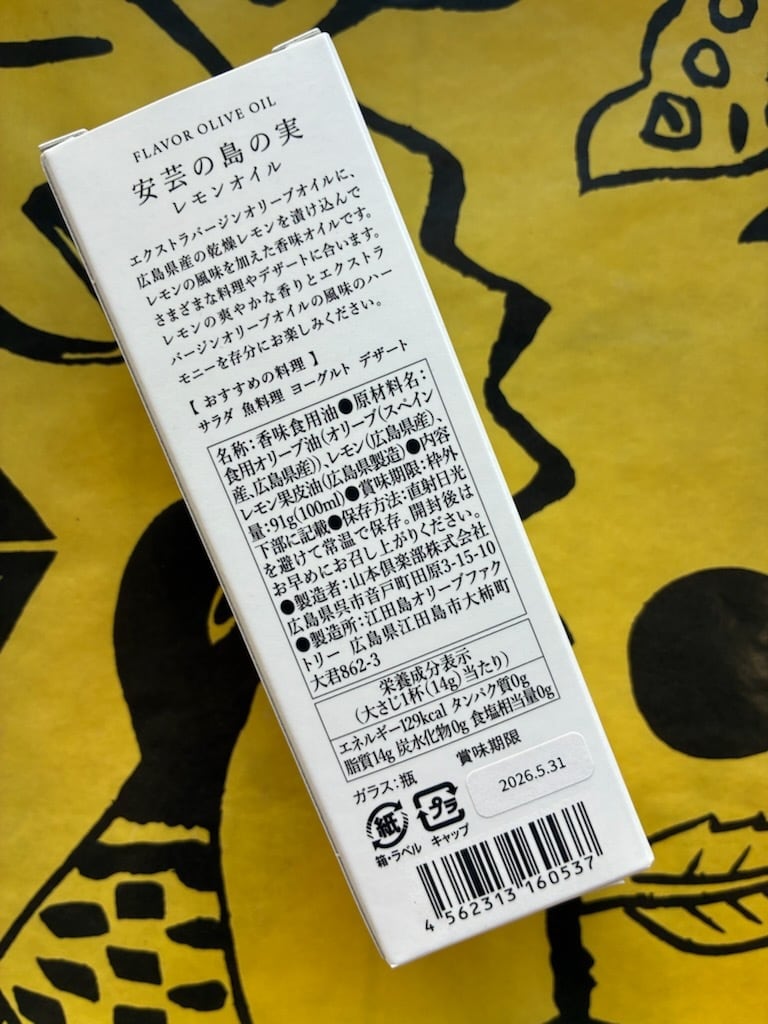 FLAVOR OLIVE OIL
安芸の島の実
レモンオイル
エクストラバージンオリーブオイルに、
広島県産の乾燥レモンを漬け込んで
レモンの風味を加えた香味オイルです。
さまざまな料理やデザートに合います。
レモンの爽やかな香りとエクストラ
バージンオリーブオイルの風味のハー
モニーを存分にお楽しみください。
【 おすすめの料理 】
サラダ 魚料理 ヨーグルト デザート
名称:香味食用油●原材料名:
食用オリーブ油(オリーブ(スペイン
産、広島県産))、レモン(広島県産)、
レモン果皮油(広島県製造)●内容
量:91g(100ml)●賞味期限:枠外
下部に記載●保存方法:直射日光
を避けて常温で保存。開封後は
お早めにお召し上がりください。
●製造者:山本倶楽部株式会社
広島県呉市音戸町田原3-15-10
●製造所:江田島オリーブファク
トリー 広島県江田島市大柿町
大君862-3
栄養成分表示
(大さじ1杯(14g)当たり)
エネルギー129kcal タンパク質0g
脂質14g 炭水化物0g 食塩相当量0g
賞味期限
2026.5.31
ガラス:瓶
紙 プラ
箱・ラベル キャップ
4 562313 160537